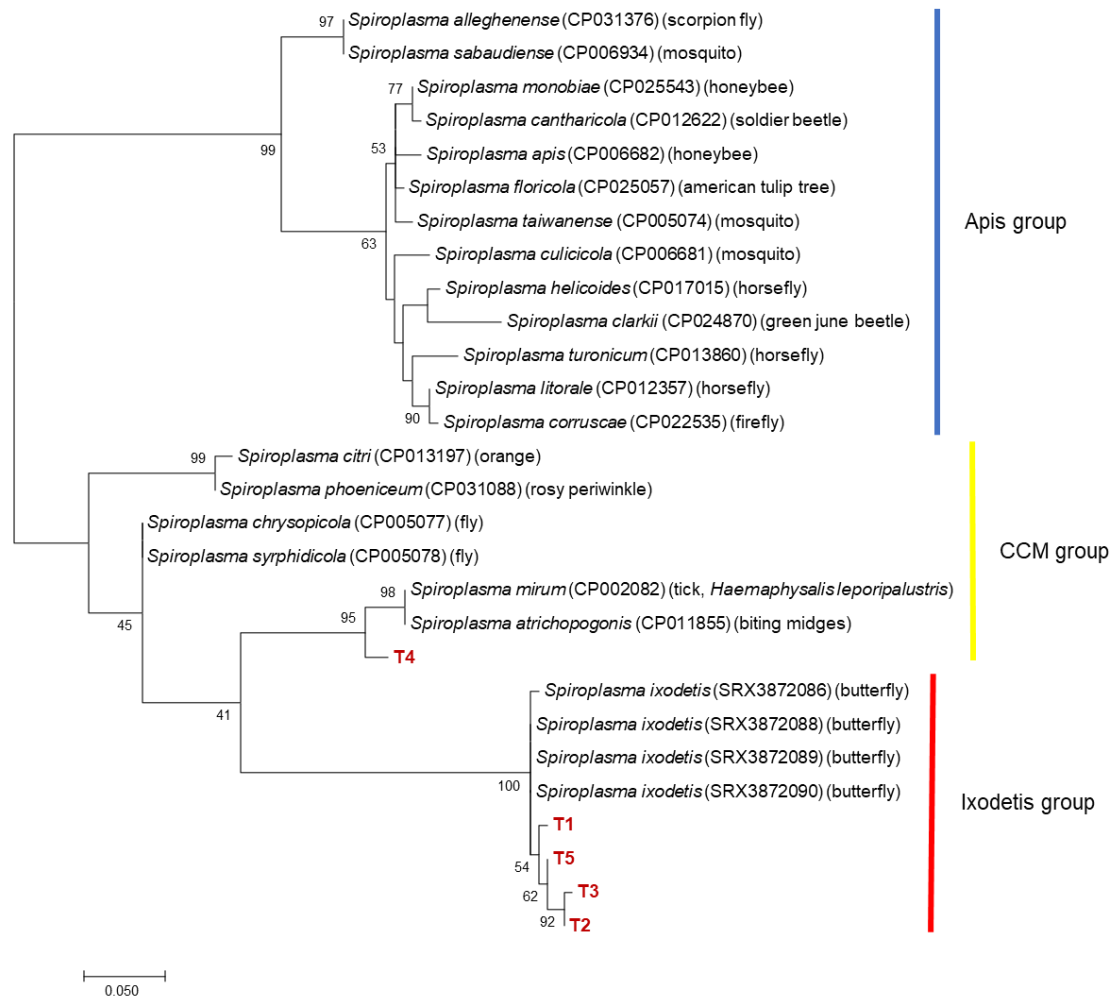 97
Spiroplasma alleghenense (CP031376) (scorpion fly)
Spiroplasma sabaudiense (CP006934) (mosquito)
77
Spiroplasma monobiae (CP025543) (honeybee)
Spiroplasma cantharicola (CP012622) (soldier beetle)
99
53
Spiroplasma apis (CP006682) (honeybee)
Spiroplasma floricola (CP025057) (american tulip tree)
Spiroplasma taiwanense (CP005074) (mosquito)
Apis group
63
Spiroplasma culicicola (CP006681) (mosquito)
Spiroplasma helicoides (CP017015) (horsefly)
Spiroplasma clarkii (CP024870) (green june beetle)
Spiroplasma turonicum (CP013860) (horsefly)
Spiroplasma litorale (CP012357) (horsefly)
90
Spiroplasma corruscae (CP022535) (firefly)
99
Spiroplasma citri (CP013197) (orange)
Spiroplasma phoeniceum (CP031088) (rosy periwinkle)
Spiroplasma chrysopicola (CP005077) (fly)
Spiroplasma syrphidicola (CP005078) (fly)
CCM group
98
Spiroplasma mirum (CP002082) (tick, Haemaphysalis leporipalustris)
45
95
Spiroplasma atrichopogonis (CP011855) (biting midges)
T4
41
Spiroplasma ixodetis (SRX3872086) (butterfly)
Spiroplasma ixodetis (SRX3872088) (butterfly)
Spiroplasma ixodetis (SRX3872089) (butterfly)
100
Spiroplasma ixodetis (SRX3872090) (butterfly)
Ixodetis group
T1
54
T5
62
T3
92
T2
0.050